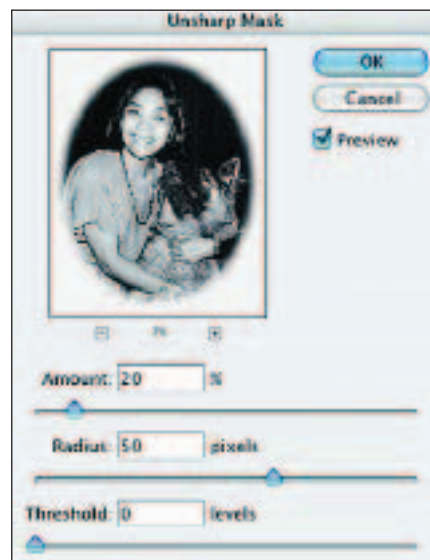 Unsharp Mask
OK
Cancel
Preview
Amount: 20 %
Radius: 50 pixels
Threshold: 0 levels